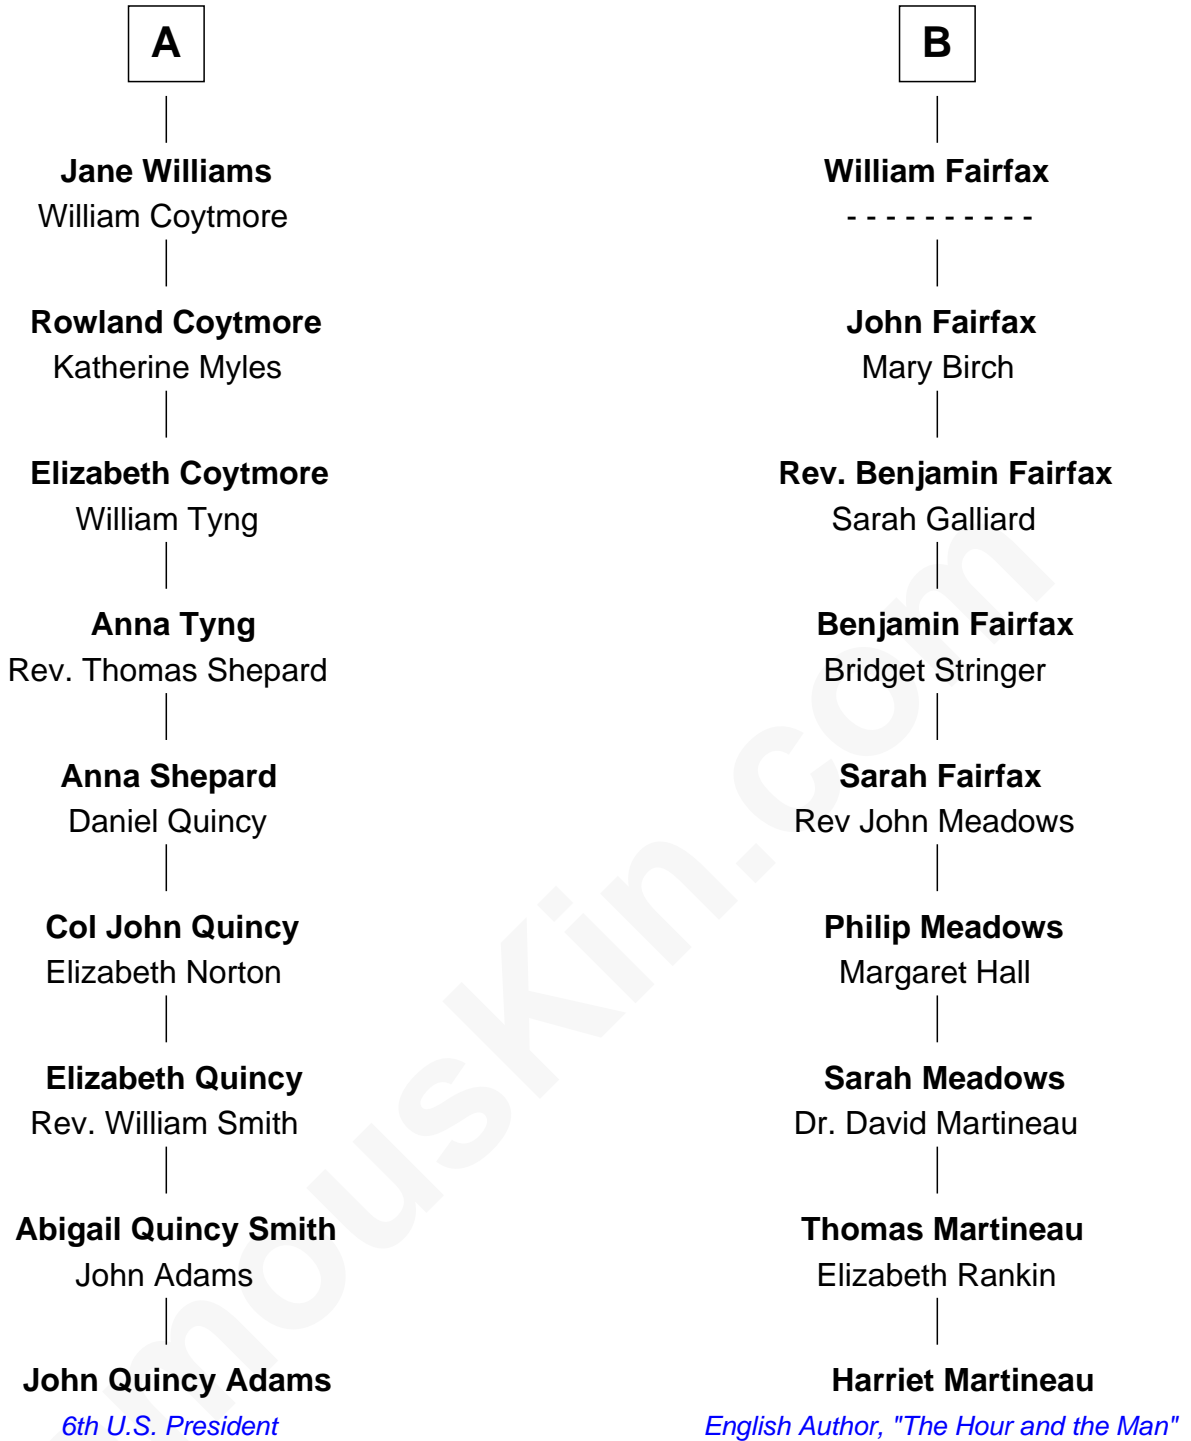 A
Jane Williams
William Coytmore
Rowland Coytmore
Katherine Myles
Elizabeth Coytmore
William Tyng
Anna Tyng
Rev. Thomas Shepard
Anna Shepard
Daniel Quincy
Col John Quincy
Elizabeth Norton
Elizabeth Quincy
Rev. William Smith
Abigail Quincy Smith
John Adams
John Quincy Adams
6th U.S. President
B
William Fairfax
- - - - - - - - - -
John Fairfax
Mary Birch
Rev. Benjamin Fairfax
Sarah Galliard
Benjamin Fairfax
Bridget Stringer
Sarah Fairfax
Rev John Meadows
Philip Meadows
Margaret Hall
Sarah Meadows
Dr. David Martineau
Thomas Martineau
Elizabeth Rankin
Harriet Martineau
English Author, "The Hour and the Man"
mousKin.com